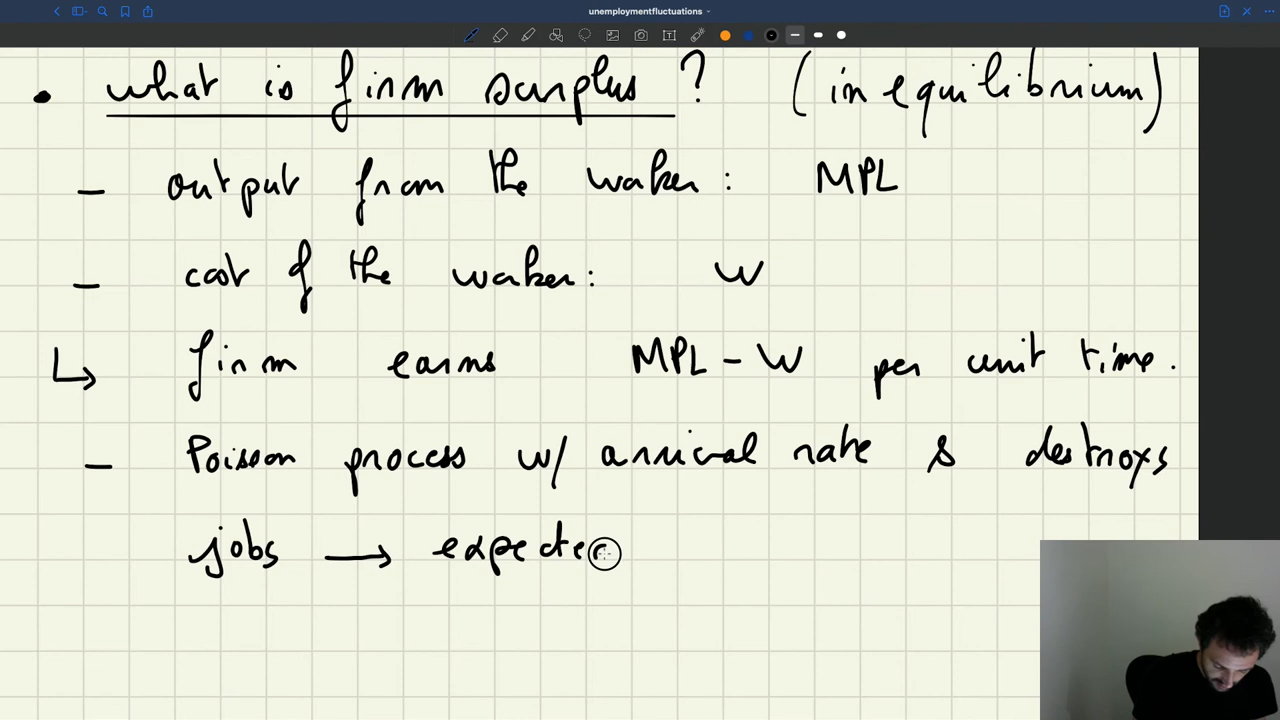 unemploymentfluctuations
• what is firm surplus ? (in equilibrium)
- output from the worker : MPL
- cost of the worker : W
↳ firm earns MPL - W per unit time.
- Poisson process w/ arrival rate s destroys
jobs → expected